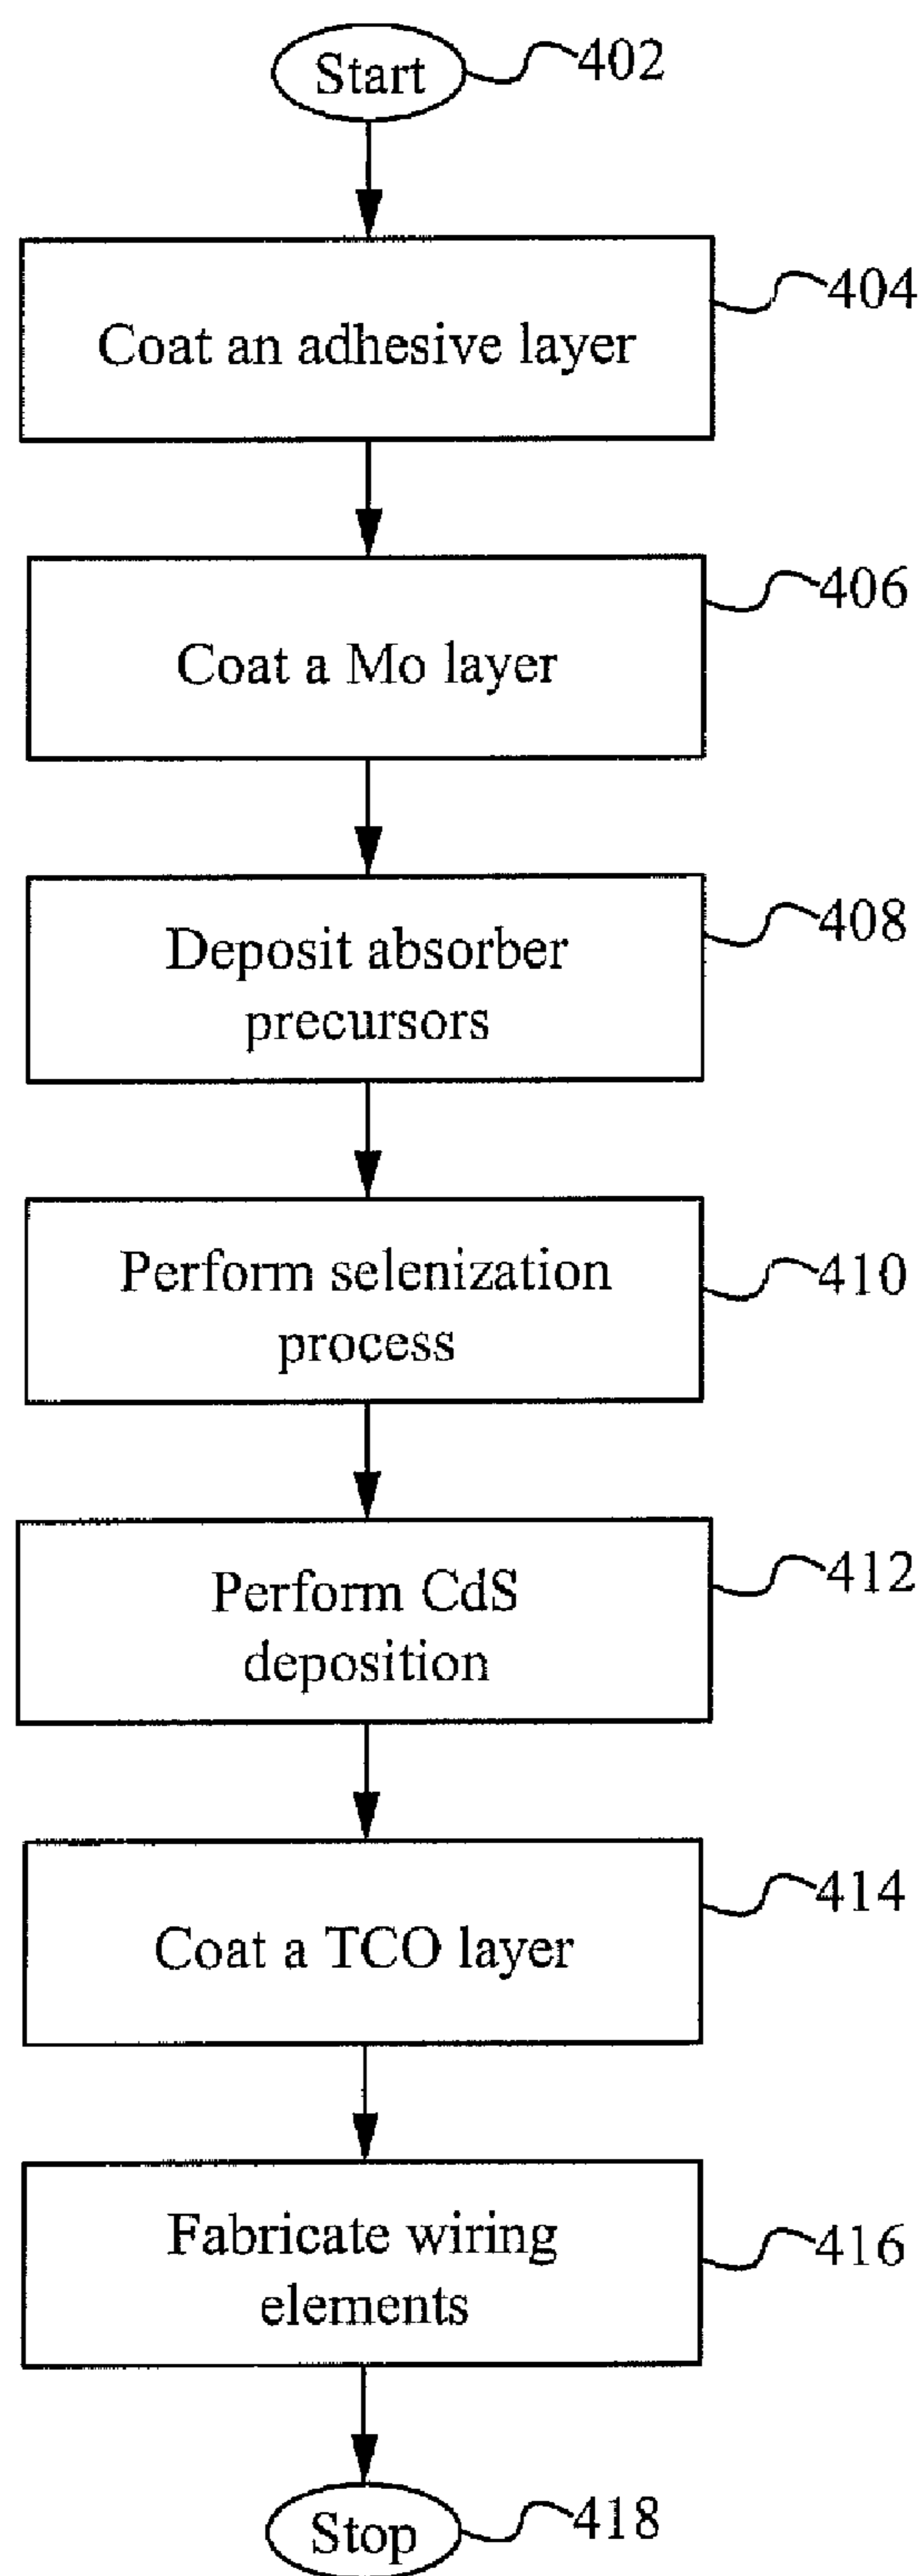 Start
402
Coat an adhesive layer
404
Coat a Mo layer
406
Deposit absorber
precursors
408
Perform selenization
process
410
Perform CdS
deposition
412
Coat a TCO layer
414
Fabricate wiring
elements
416
Stop
418